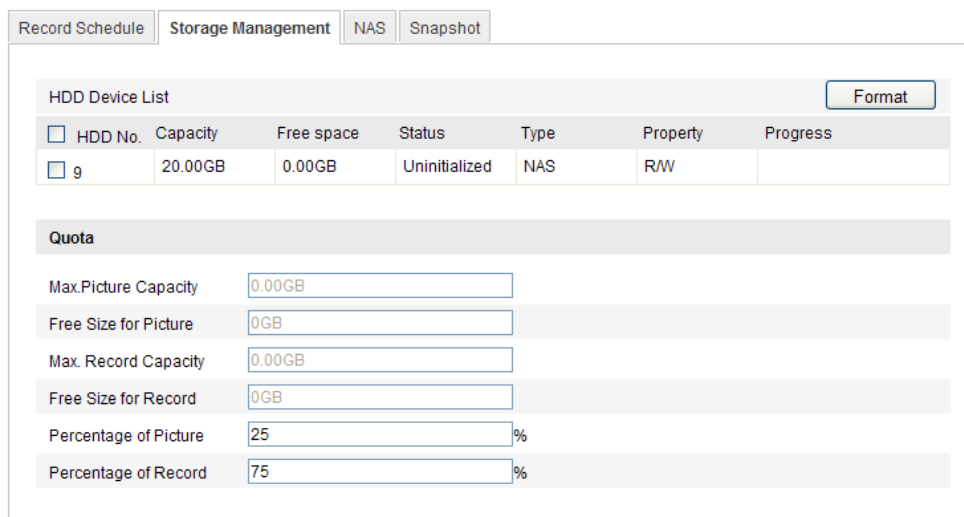 Record Schedule Storage Management NAS Snapshot
HDD Device List Format
HDD No. Capacity Free space Status Type Property Progress
9 20.00GB 0.00GB Uninitialized NAS R/W
Quota
Max.Picture Capacity 0.00GB
Free Size for Picture 0GB
Max. Record Capacity 0.00GB
Free Size for Record 0GB
Percentage of Picture 25 %
Percentage of Record 75 %